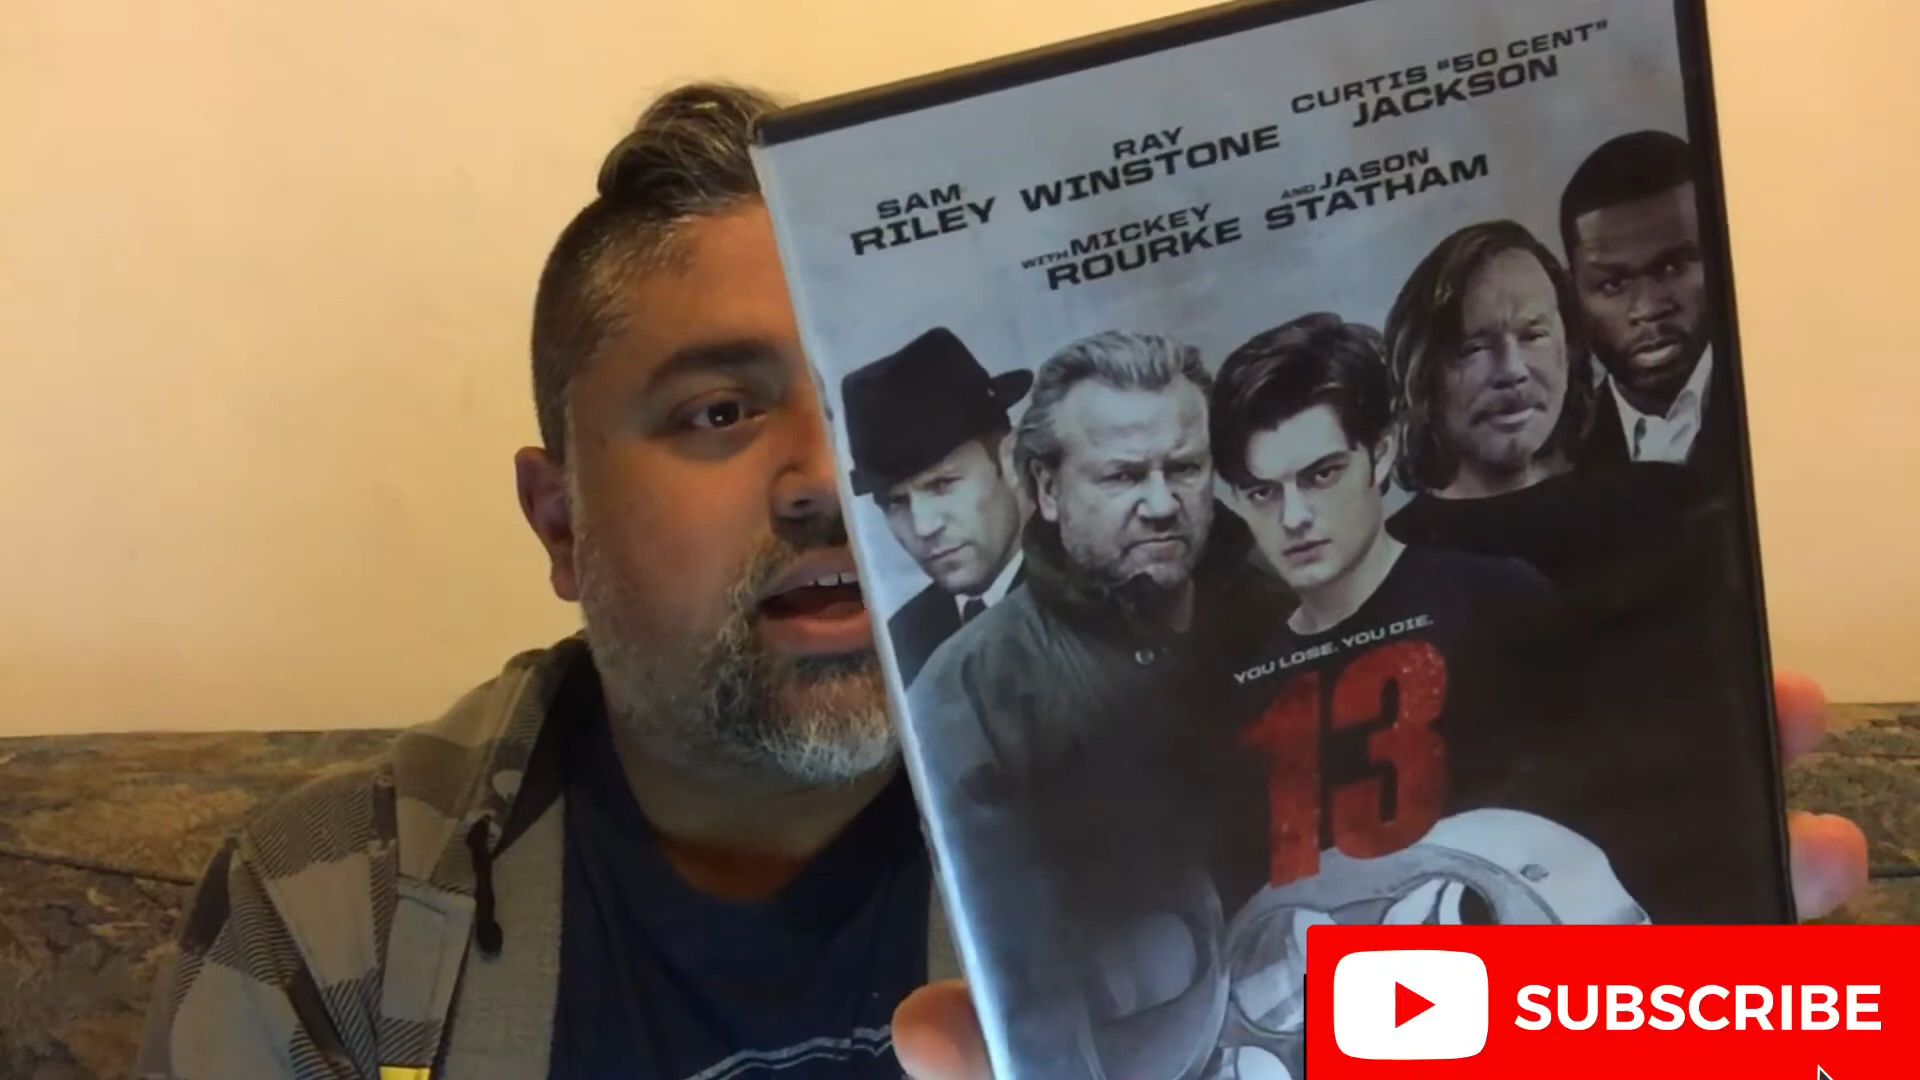 SAM
RILEY
RAY
WINSTONE
CURTIS "50 CENT"
JACKSON
WITH MICKEY
ROURKE
AND JASON
STATHAM
YOU LOSE. YOU DIE.
13
SUBSCRIBE